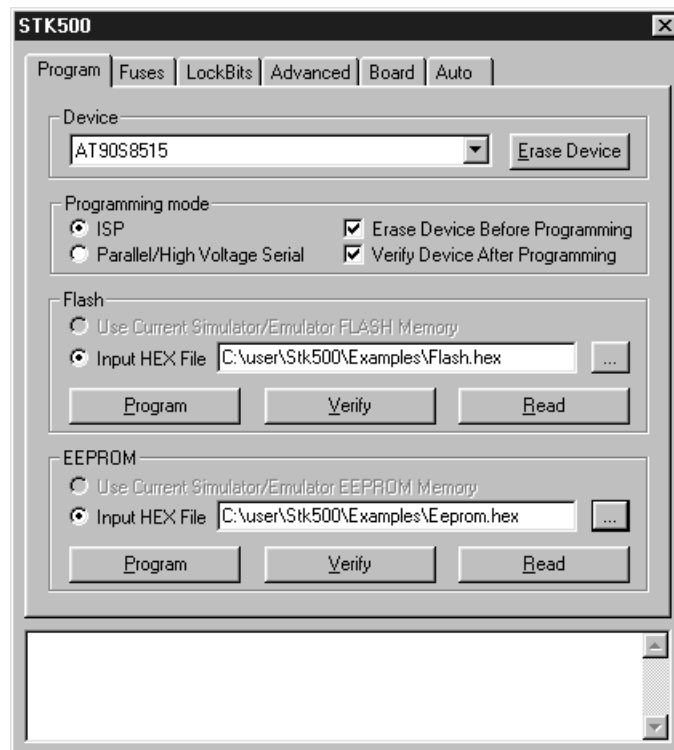 STK500
Program Fuses LockBits Advanced Board Auto
Device
AT90S8515 Erase Device
Programming mode
ISP Erase Device Before Programming
Parallel/High Voltage Serial Verify Device After Programming
Flash
Use Current Simulator/Emulator FLASH Memory
Input HEX File C:\user\Stk500\Examples\Flash.hex ...
Program Verify Read
EEPROM
Use Current Simulator/Emulator EEPROM Memory
Input HEX File C:\user\Stk500\Examples\Eeprom.hex ...
Program Verify Read